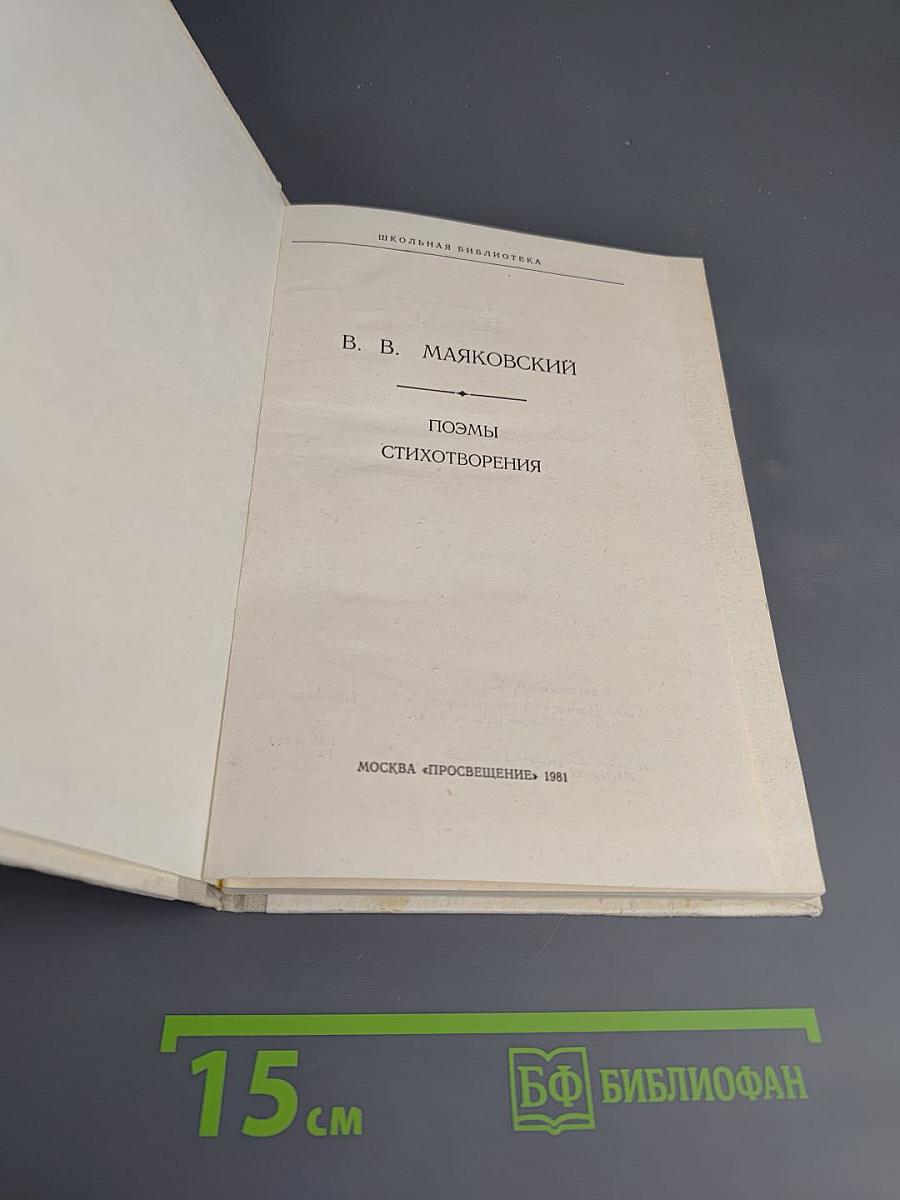 ШКОЛЬНАЯ БИБЛИОТЕКА
В. В. МАЯКОВСКИЙ
ПОЭМЫ
СТИХОТВОРЕНИЯ
МОСКВА «ПРОСВЕЩЕНИЕ» 1981
15 см
БФ БИБЛИОФАН